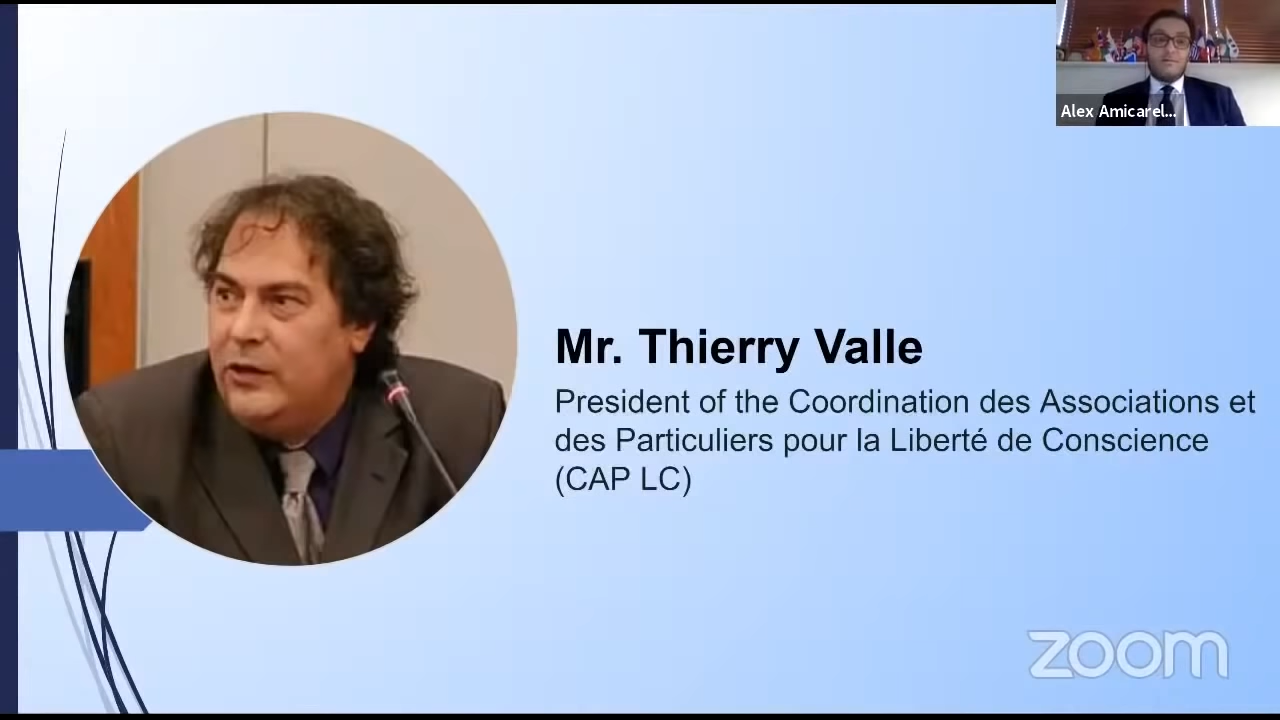 Alex Amicarel...
Mr. Thierry Valle
President of the Coordination des Associations et
des Particuliers pour la Liberté de Conscience
(CAP LC)
zoom